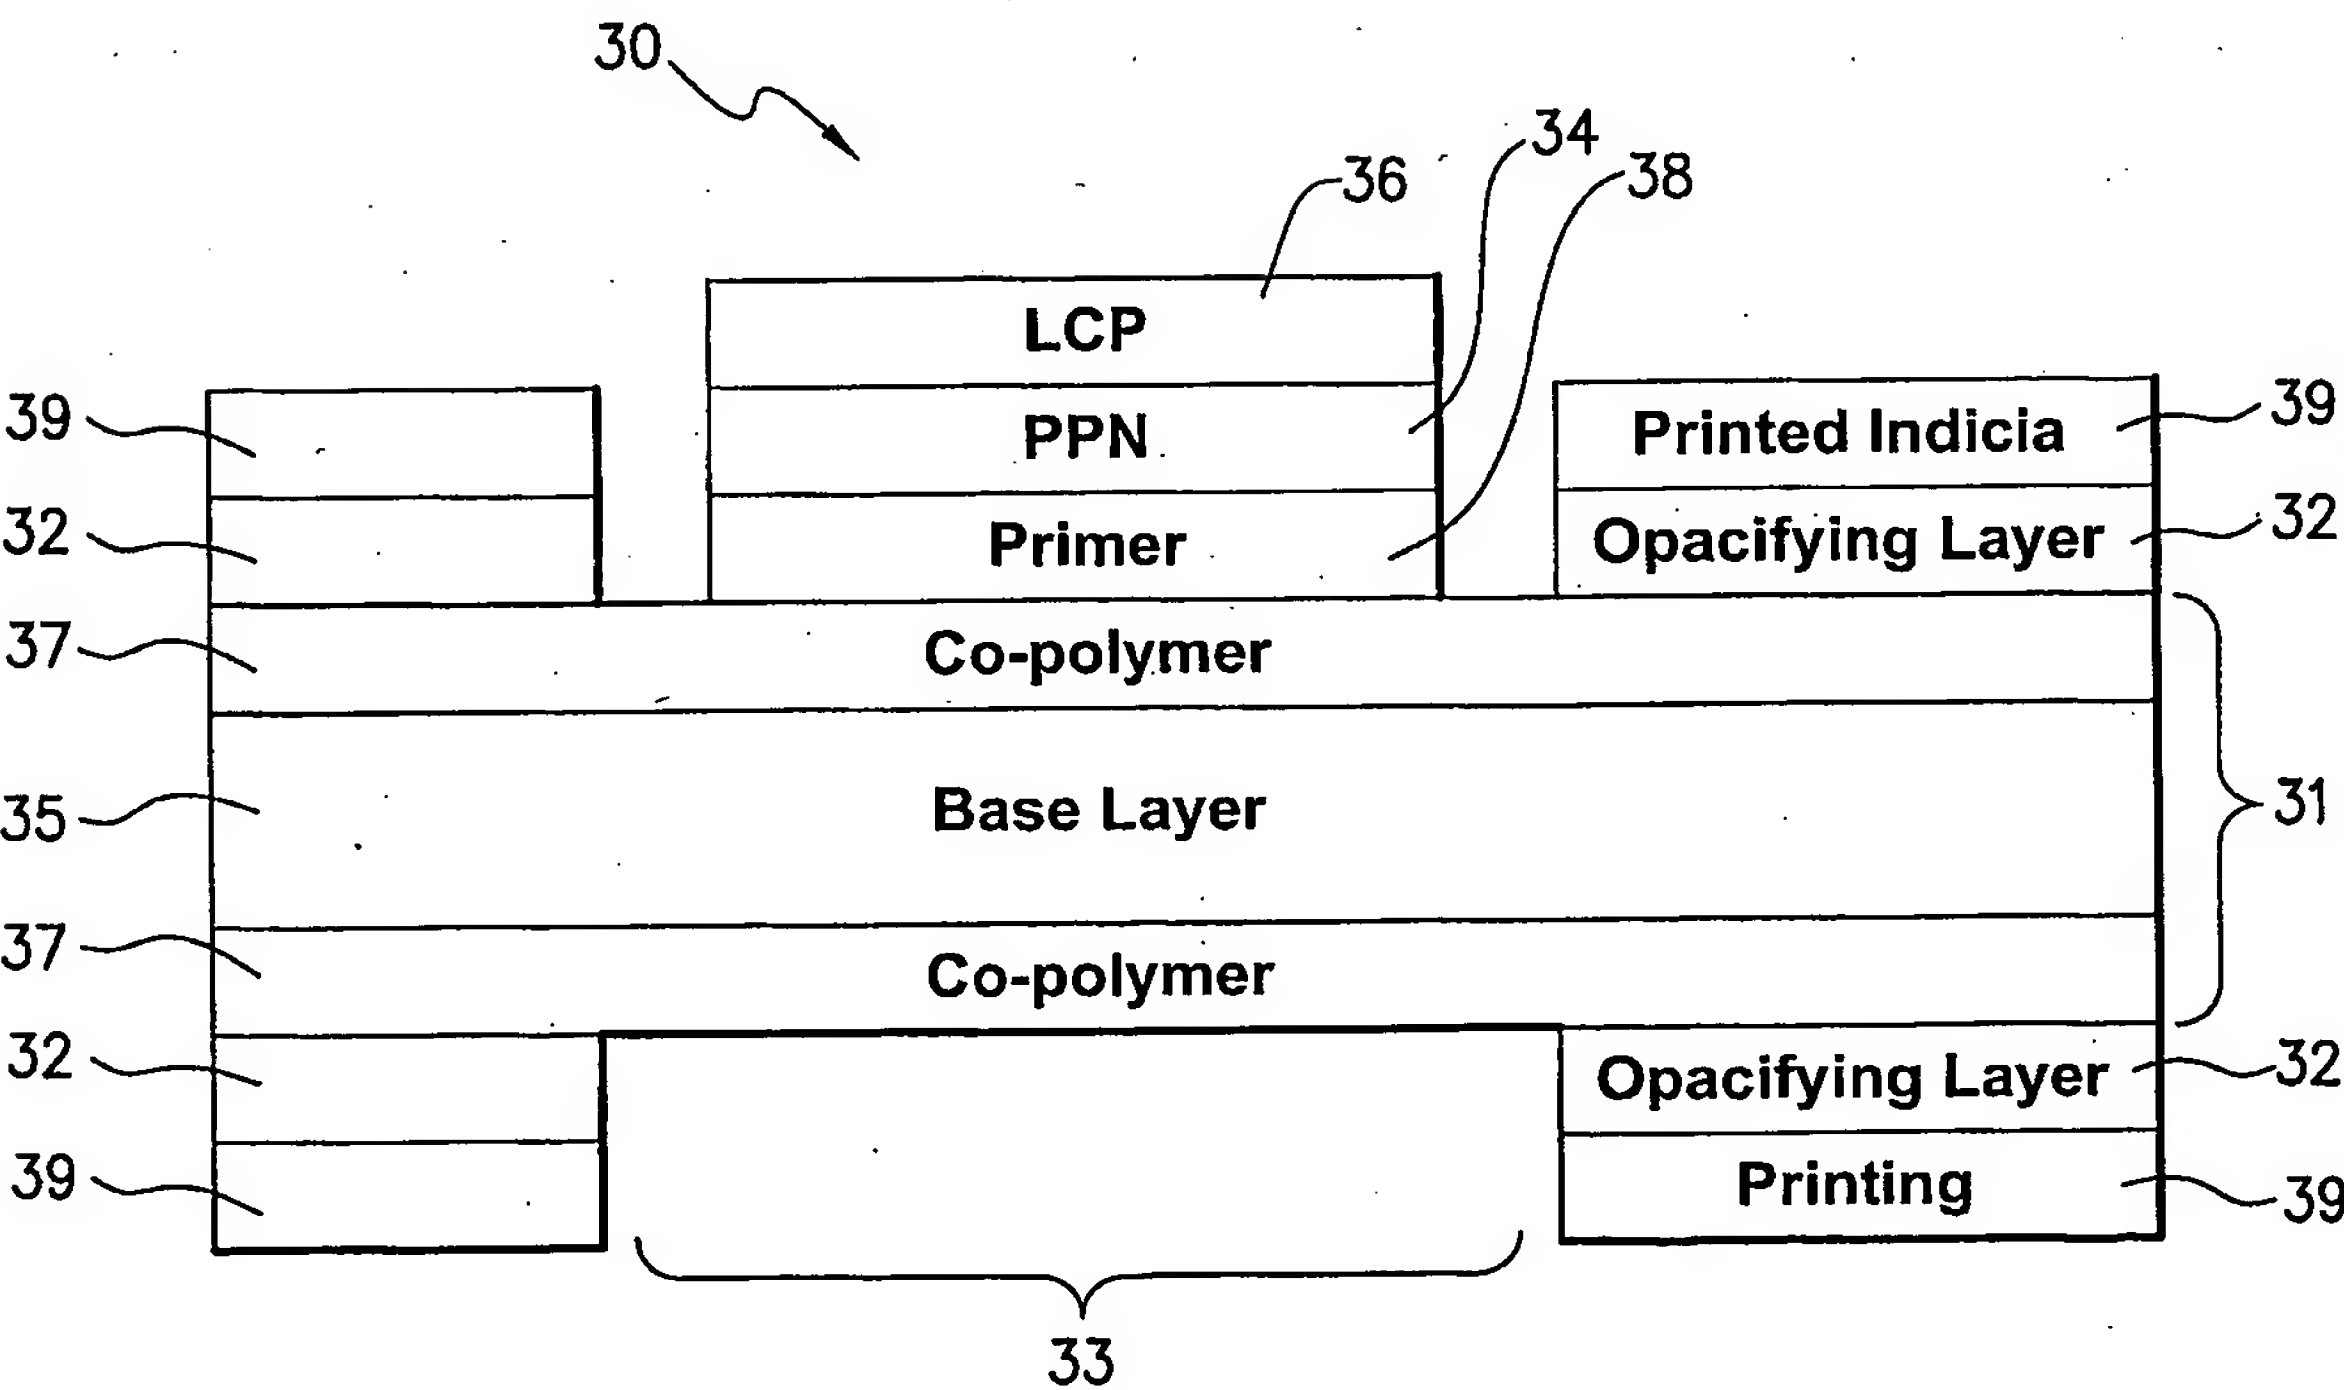 30
34
36
38
LCP
39
PPN
Printed Indicia
39
32
Primer
Opacifying Layer
32
37
Co-polymer
35
Base Layer
31
37
Co-polymer
32
Opacifying Layer
32
39
Printing
39
33